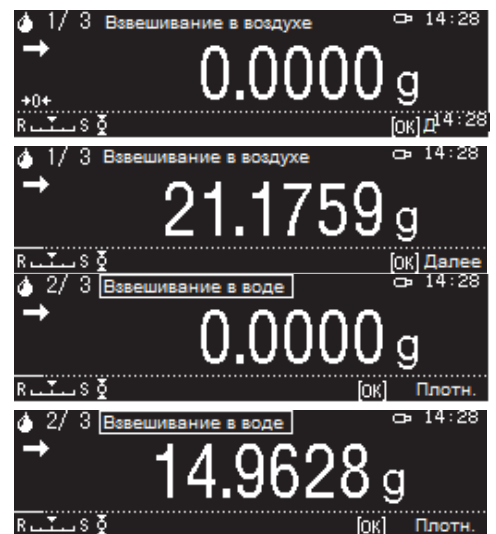 1/ 3 Взвешивание в воздухе 14:28
0.0000 g
→0←
R S [OK] Д14:28
1/ 3 Взвешивание в воздухе 14:28
21.1759 g
R S [OK] Далее
2/ 3 Взвешивание в воде 14:28
0.0000 g
R S [OK] Плотн.
2/ 3 Взвешивание в воде 14:28
14.9628 g
R S [OK] Плотн.